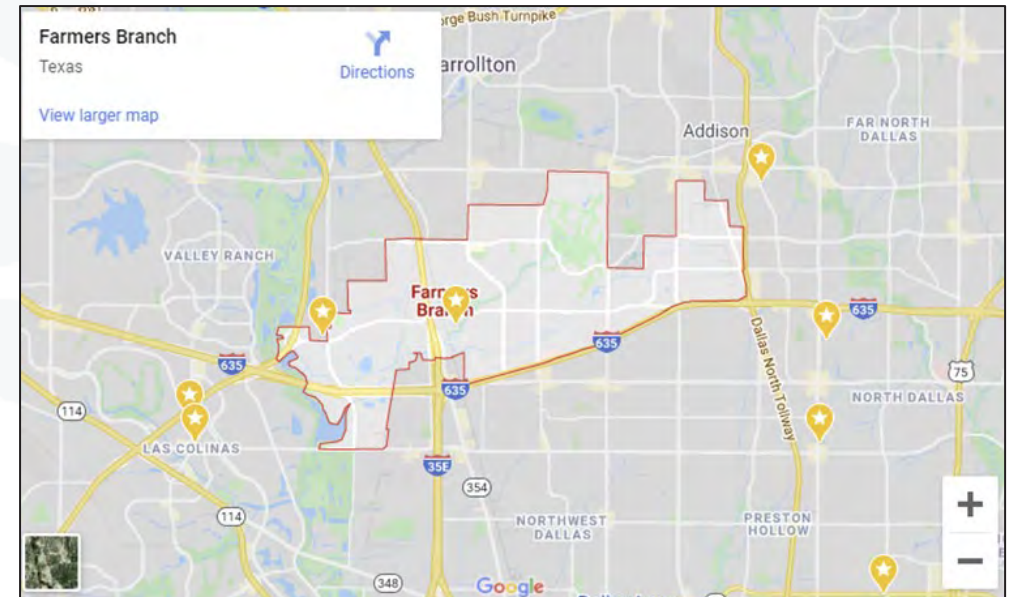 Farmers Branch
Texas
Directions
View larger map
rge Bush Turnpike
arrollton
Addison
FAR NORTH
DALLAS
VALLEY RANCH
Farmers
Branch
635
635
635
635
75
114
LAS COLINAS
Dallas North Tollway
NORTH DALLAS
35E
354
114
NORTHWEST
DALLAS
PRESTON
HOLLOW
348
Google
+
−